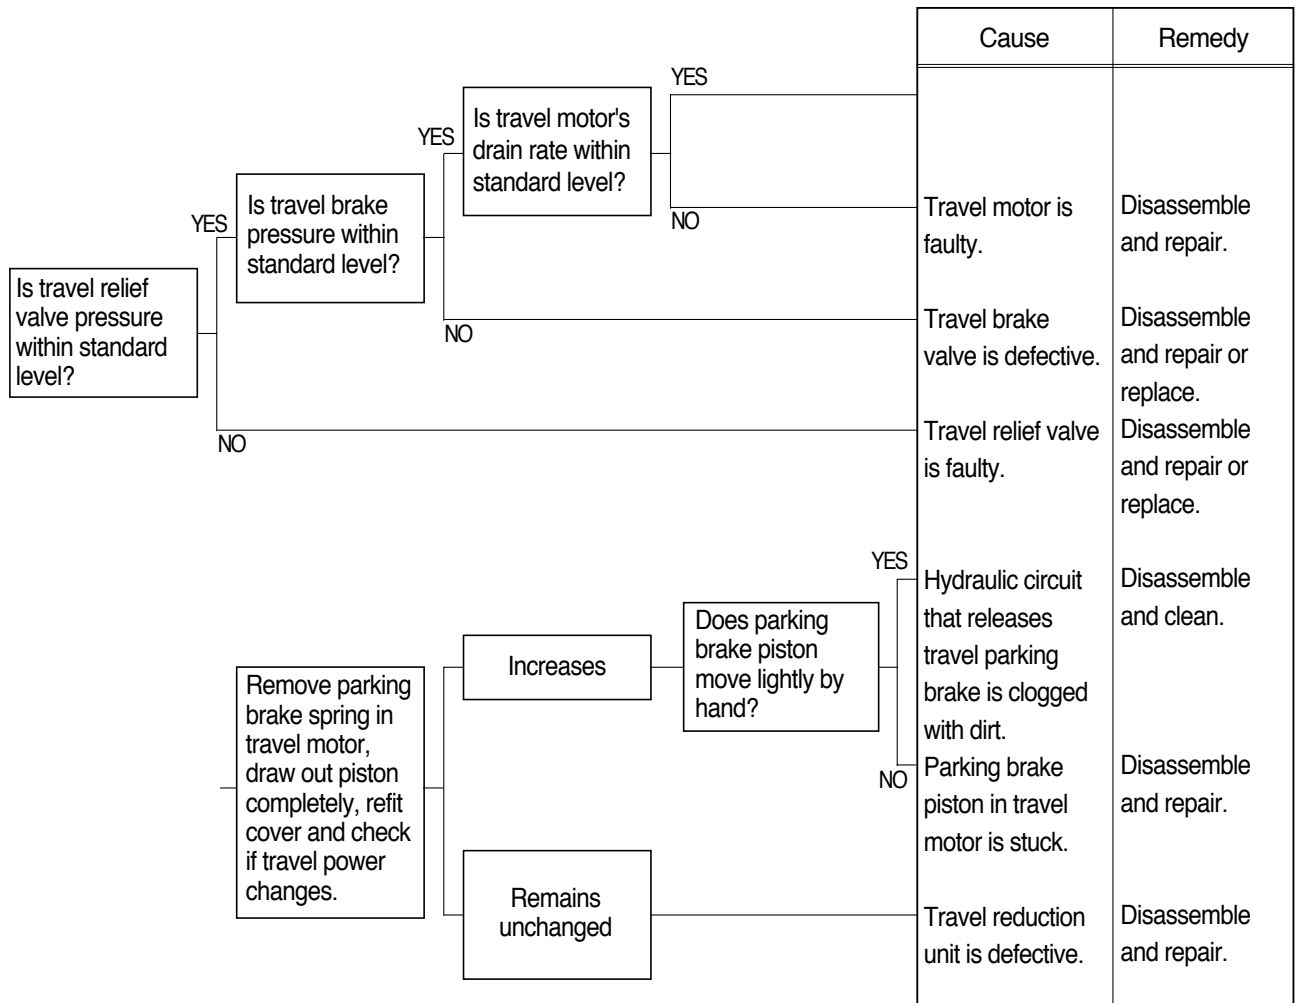 Cause
Remedy
YES
Is travel motor's
drain rate within
standard level?
YES
NO
Is travel brake
pressure within
standard level?
YES
NO
Is travel relief
valve pressure
within standard
level?
NO
Travel motor is
faulty.
Disassemble
and repair.
Travel brake
valve is defective.
Disassemble
and repair or
replace.
Travel relief valve
is faulty.
Disassemble
and repair or
replace.
Remove parking
brake spring in
travel motor,
draw out piston
completely, refit
cover and check
if travel power
changes.
Increases
Does parking
brake piston
move lightly by
hand?
YES
Hydraulic circuit
that releases
travel parking
brake is clogged
with dirt.
Disassemble
and clean.
NO
Parking brake
piston in travel
motor is stuck.
Disassemble
and repair.
Remains
unchanged
Travel reduction
unit is defective.
Disassemble
and repair.